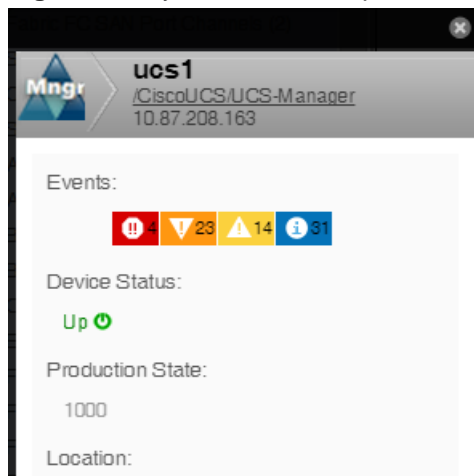 Mngr
ucs1
/CiscoUCS/UCS-Manager
10.87.208.163
Events:
4 23 14 31
Device Status:
Up
Production State:
1000
Location: